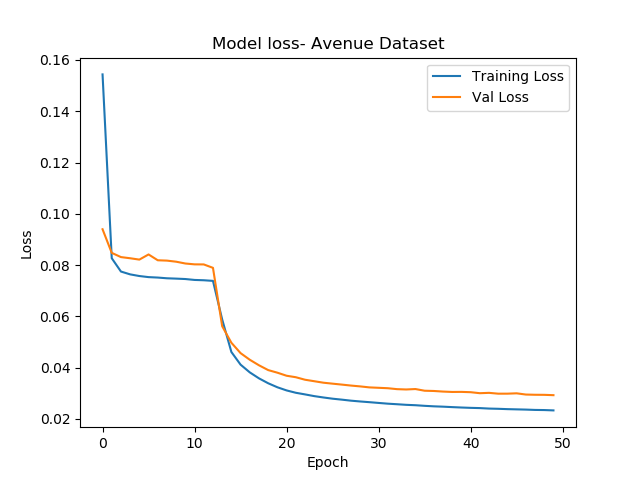 Model loss- Avenue Dataset
Training Loss
Val Loss
0.16
0.14
0.12
0.10
0.08
0.06
0.04
0.02
Loss
0 10 20 30 40 50
Epoch